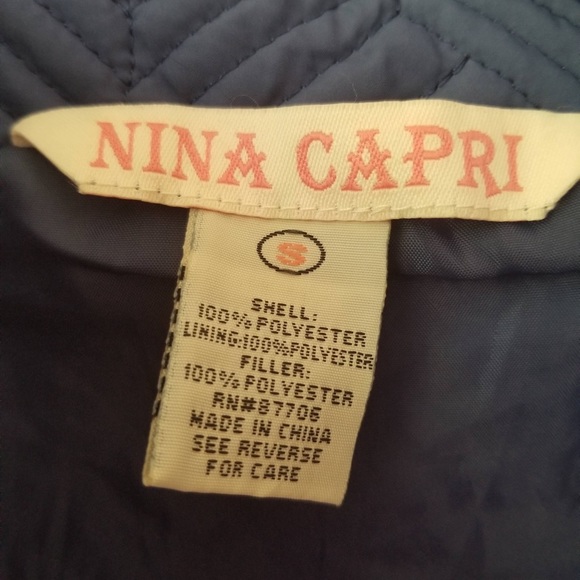 NINA CAPRI
S
SHELL:
100% POLYESTER
LINING:100%POLYESTER
FILLER:
100% POLYESTER
RN#87706
MADE IN CHINA
SEE REVERSE
FOR CARE